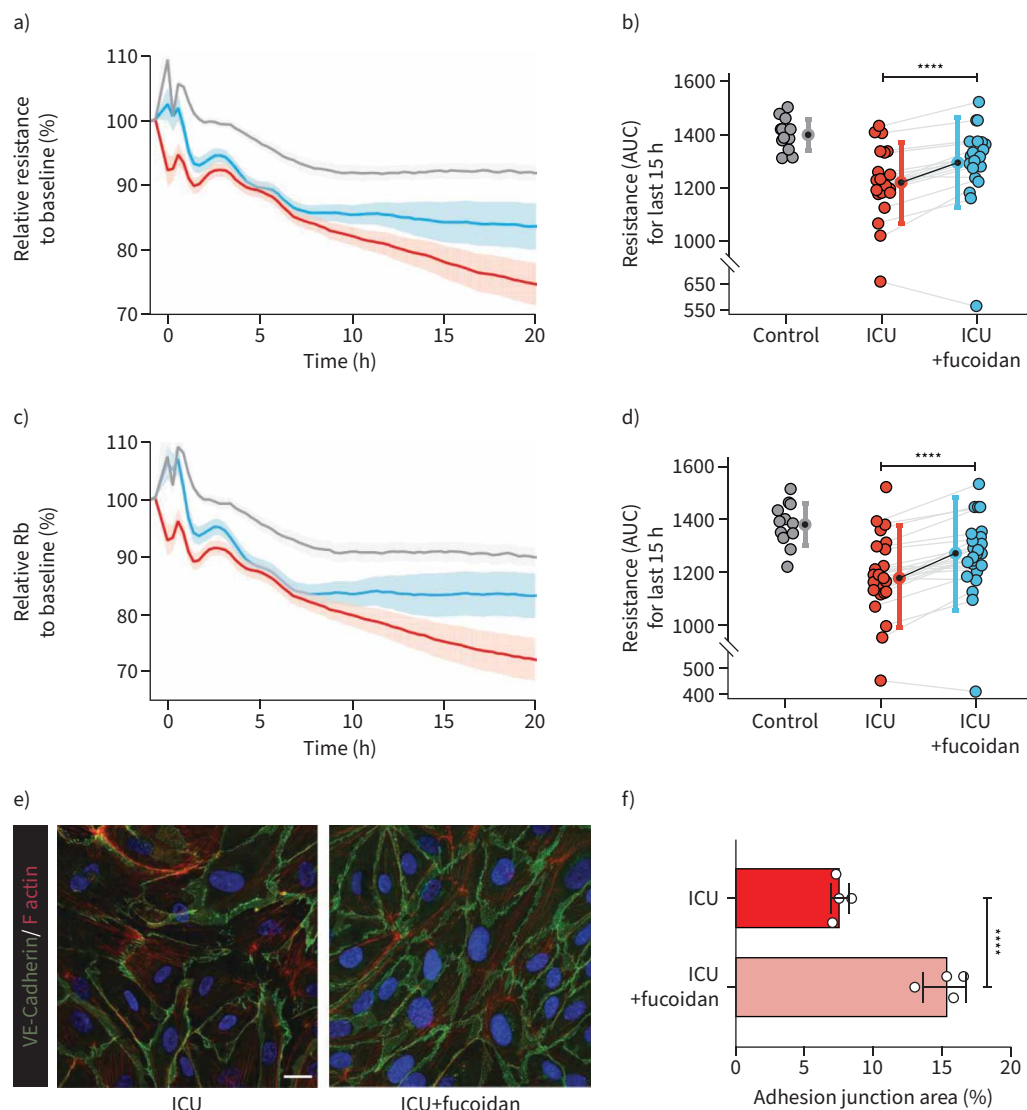 a)
110
100
90
80
70
Relative resistance
to baseline (%)
0
5
10
15
20
Time (h)
b)
1600
1400
1200
1000
650
550
Resistance (AUC)
for last 15 h
****
Control
ICU
ICU
+fucoidan
c)
110
100
90
80
70
Relative Rb
to baseline (%)
0
5
10
15
20
Time (h)
d)
1600
1400
1200
1000
500
400
Resistance (AUC)
for last 15 h
****
Control
ICU
ICU
+fucoidan
e)
VE-Cadherin/ F actin
ICU
ICU+fucoidan
f)
ICU
ICU
+fucoidan
****
0
5
10
15
20
Adhesion junction area (%)